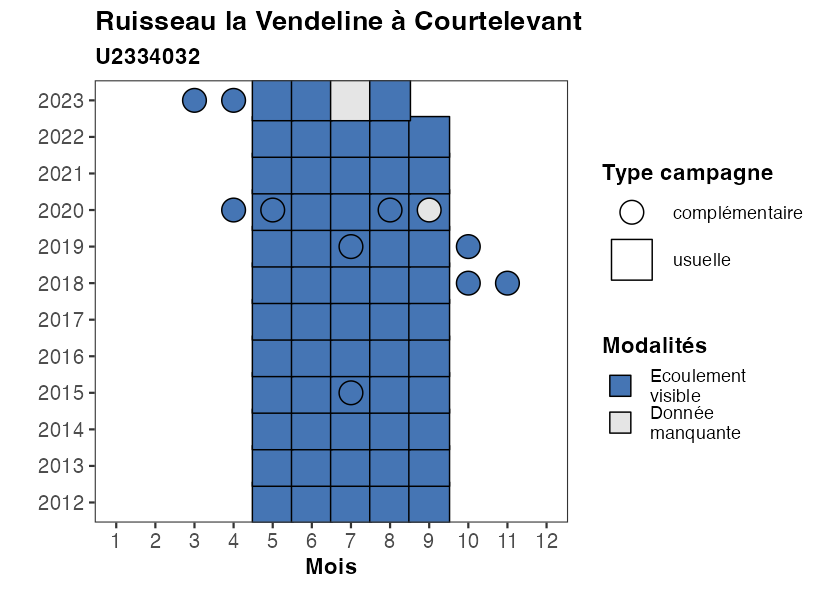 Ruisseau la Vendeline à Courtelevant
U2334032
2023
2022
2021
2020
2019
2018
2017
2016
2015
2014
2013
2012
1 2 3 4 5 6 7 8 9 10 11 12
Mois
Type campagne
complémentaire
usuelle
Modalités
Ecoulement
visible
Donnée
manquante